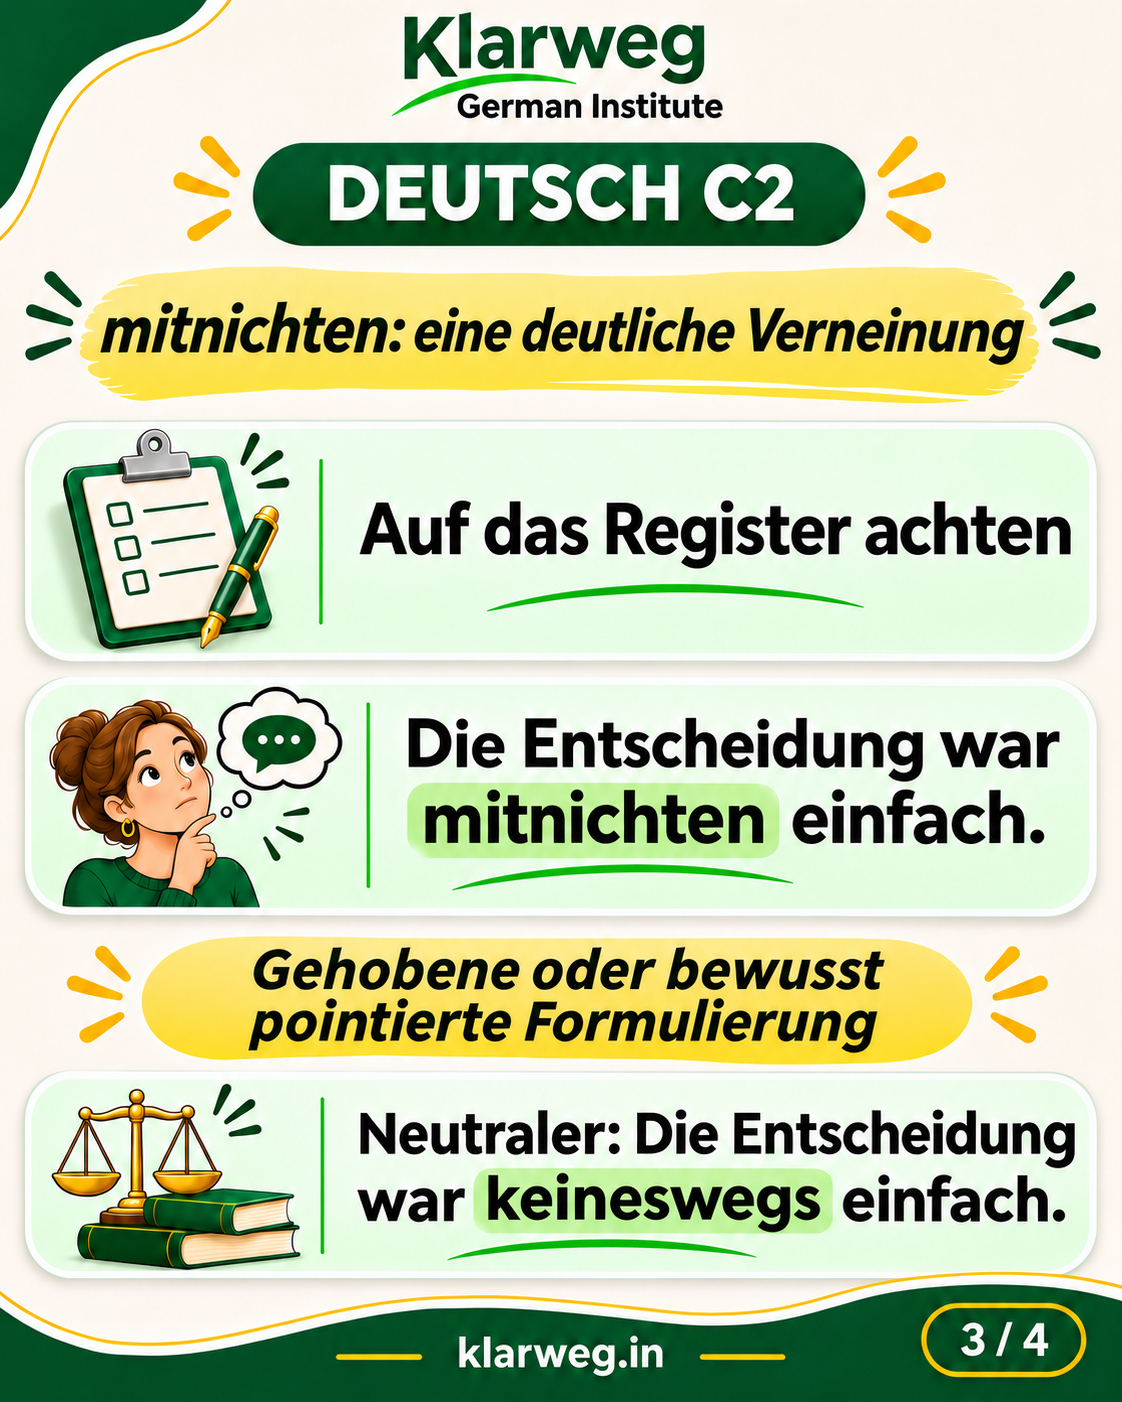 Klarweg
German Institute
DEUTSCH C2
mitnichten: eine deutliche Verneinung
Auf das Register achten
Die Entscheidung war
mitnichten einfach.
Gehobene oder bewusst
pointierte Formulierung
Neutraler: Die Entscheidung
war keineswegs einfach.
klarweg.in
3 / 4